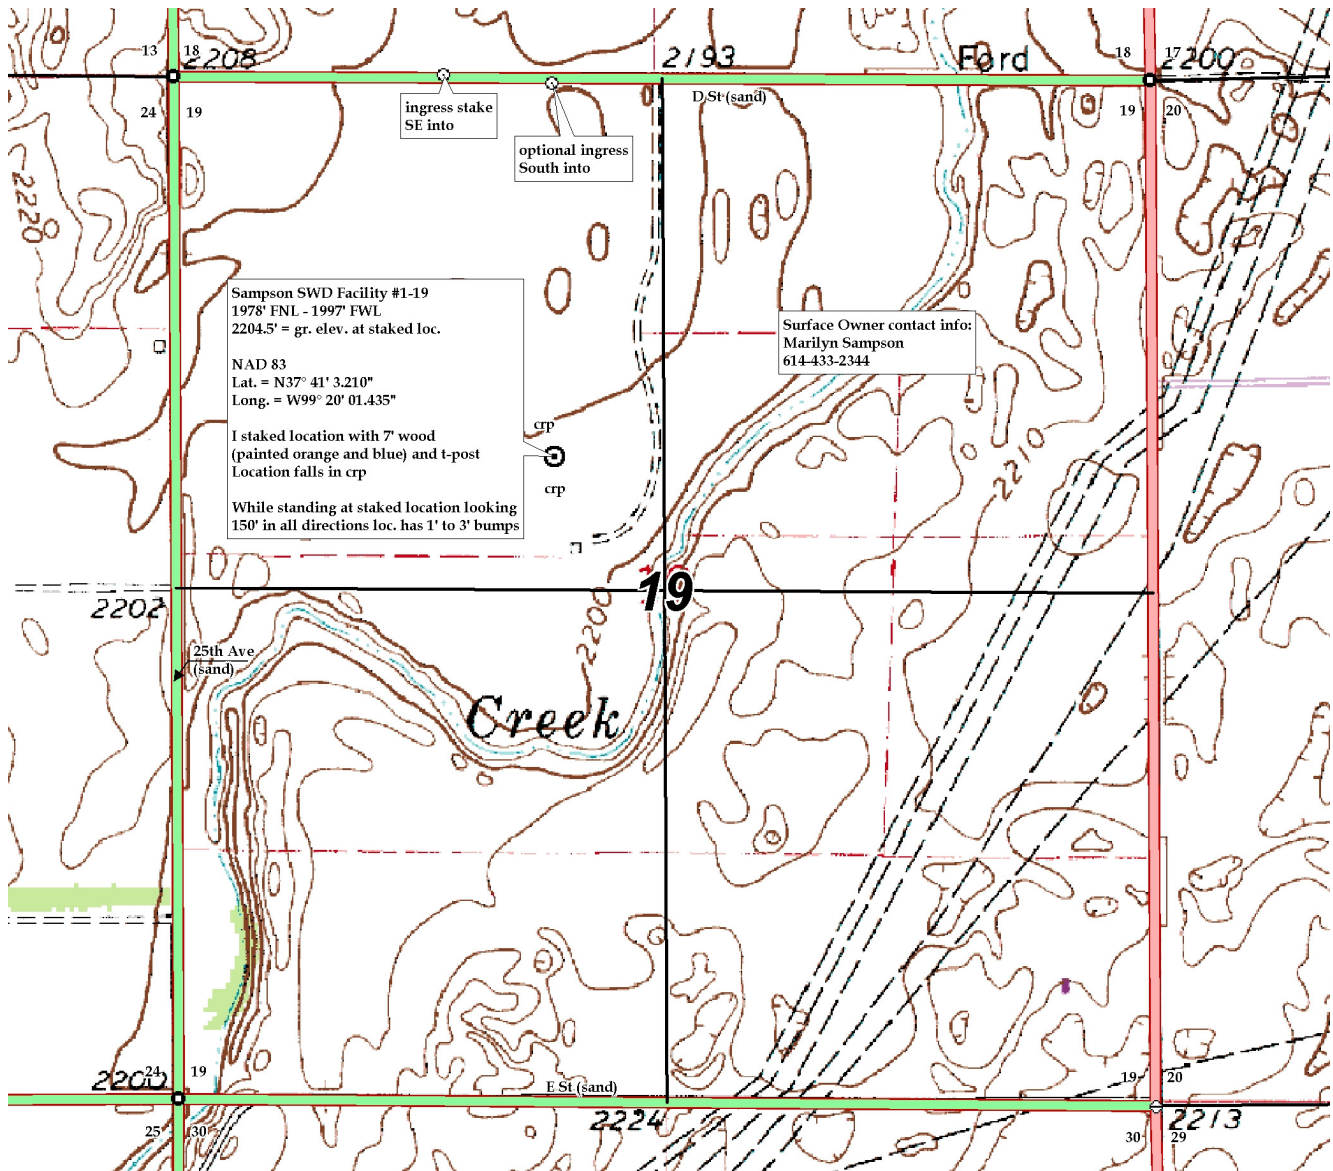 13 18
2208
2193
Ford
18 17
2200
24 19
ingress stake
SE into
D St (sand)
19 20
optional ingress
South into
2220
Sampson SWD Facility #1-19
1978' FNL - 1997' FWL
2204.5' = gr. elev. at staked loc.
NAD 83
Lat. = N37° 41' 3.210"
Long. = W99° 20' 01.435"
I staked location with 7' wood
(painted orange and blue) and t-post
Location falls in crp
While standing at staked location looking
150' in all directions loc. has 1' to 3' bumps
Surface Owner contact info:
Marilyn Sampson
614-433-2344
crp
crp
2210
19
2202
2200
25th Ave
(sand)
Creek
24 19
2200
E St (sand)
19 20
2224
2213
25 30
30 29